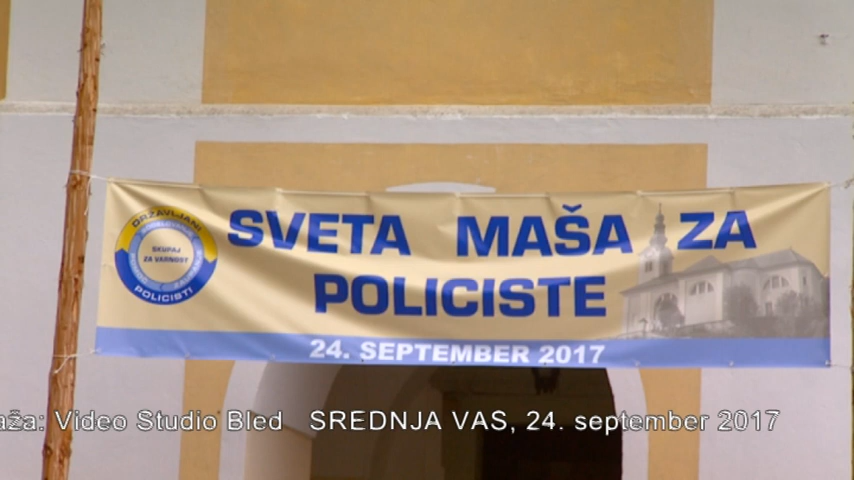 DRŽAVLJANI
SKUPAJ
ZA VARNOST
POLICISTI
SVETA MAŠA ZA
POLICISTE
24. SEPTEMBER 2017
Video Studio Bled SREDNJA VAS, 24. september 2017